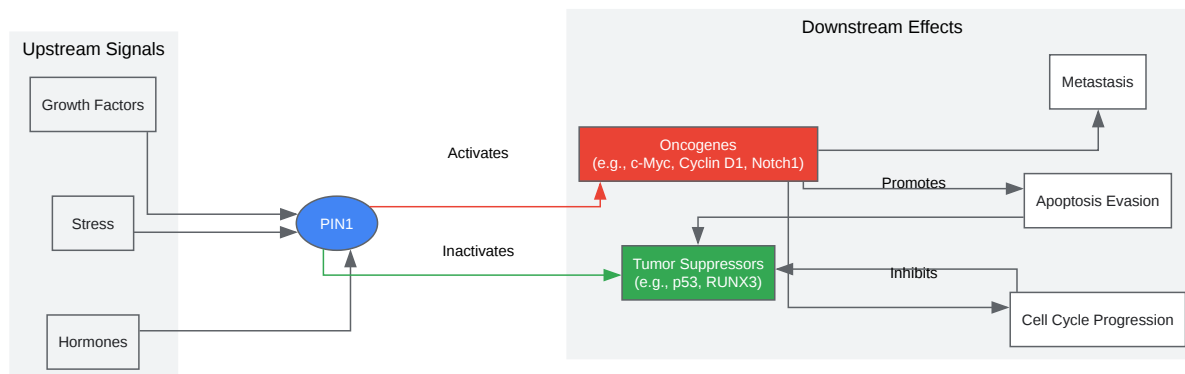 Upstream Signals
Growth Factors
Stress
Hormones
PIN1
Activates
Inactivates
Downstream Effects
Oncogenes
(e.g., c-Myc, Cyclin D1, Notch1)
Tumor Suppressors
(e.g., p53, RUNX3)
Promotes
Inhibits
Metastasis
Apoptosis Evasion
Cell Cycle Progression